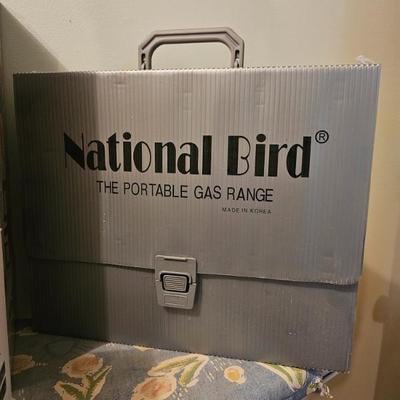 National Bird®
THE PORTABLE GAS RANGE
MADE IN KOREA